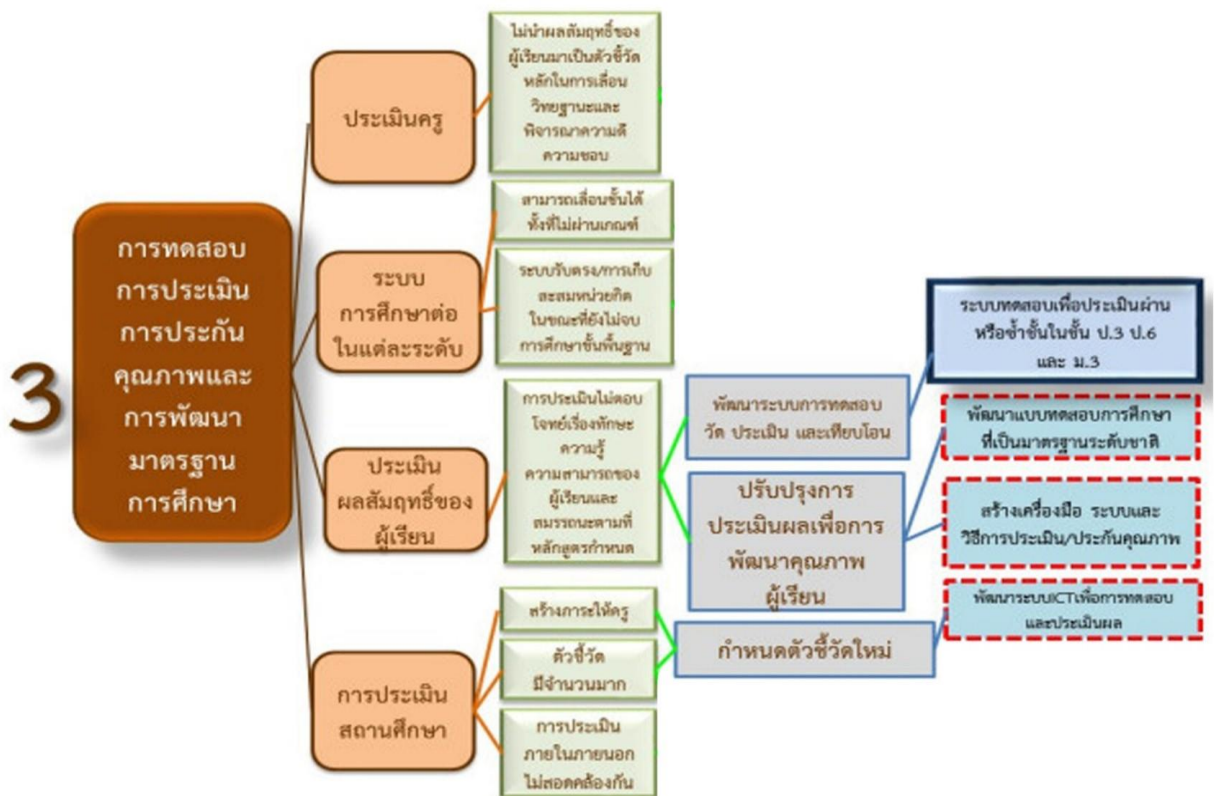 3
การทดสอบ
การประเมิน
การประกัน
คุณภาพและ
การพัฒนา
มาตรฐาน
การศึกษา
ประเมินครู
ไม่นำผลสัมฤทธิ์ของ
ผู้เรียนมาเป็นตัวชี้วัด
หลักในการเลื่อน
วิทยฐานะและ
พิจารณาความดี
ความชอบ
ระบบ
การศึกษาต่อ
ในแต่ละระดับ
สามารถเลื่อนชั้นได้
ทั้งที่ไม่ผ่านเกณฑ์
ระบบรับตรง/การเก็บ
สะสมหน่วยกิต
ในขณะที่ยังไม่จบ
การศึกษาขั้นพื้นฐาน
ประเมิน
ผลสัมฤทธิ์ของ
ผู้เรียน
การประเมินไม่ตอบ
โจทย์เรื่องทักษะ
ความรู้
ความสามารถของ
ผู้เรียนและ
สมรรถนะตามที่
หลักสูตรกำหนด
พัฒนาระบบการทดสอบ
วัด ประเมิน และเทียบโอน
ระบบทดสอบเพื่อประเมินผ่าน
หรือซ้ำชั้นในชั้น ป.3 ป.6
และ ม.3
ปรับปรุงการ
ประเมินผลเพื่อการ
พัฒนาคุณภาพ
ผู้เรียน
พัฒนาแบบทดสอบการศึกษา
ที่เป็นมาตรฐานระดับชาติ
สร้างเครื่องมือ ระบบและ
วิธีการประเมิน/ประกันคุณภาพ
การประเมิน
สถานศึกษา
สร้างภาระให้ครู
ตัวชี้วัด
มีจำนวนมาก
การประเมิน
ภายในภายนอก
ไม่สอดคล้องกัน
กำหนดตัวชี้วัดใหม่
พัฒนาระบบICTเพื่อการทดสอบ
และประเมินผล